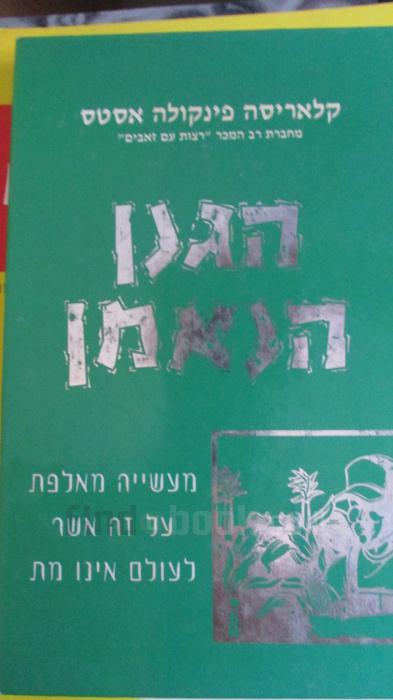 קלאריסה פינקולה אסטס
מחברת רב המכר "רצות עם זאבים"
הגנן
הנאמן
מעשייה מאלפת
על זה אשר
לעולם אינו מת